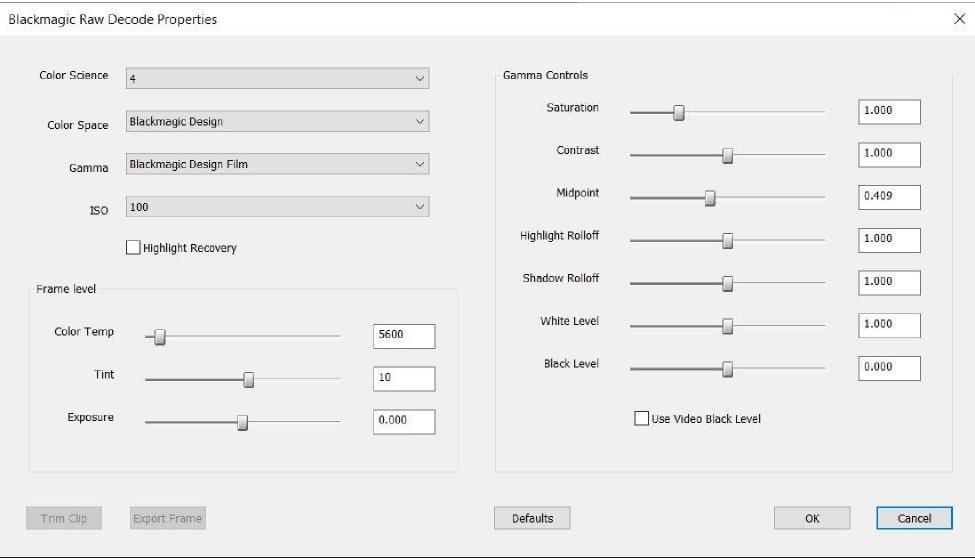 Blackmagic Raw Decode Properties
Color Science 4
Color Space Blackmagic Design
Gamma Blackmagic Design Film
ISO 100
Highlight Recovery
Frame level
Color Temp 5600
Tint 10
Exposure 0.000
Gamma Controls
Saturation 1.000
Contrast 1.000
Midpoint 0.409
Highlight Rolloff 1.000
Shadow Rolloff 1.000
White Level 1.000
Black Level 0.000
Use Video Black Level
Trim Clip Export Frame Defaults OK Cancel